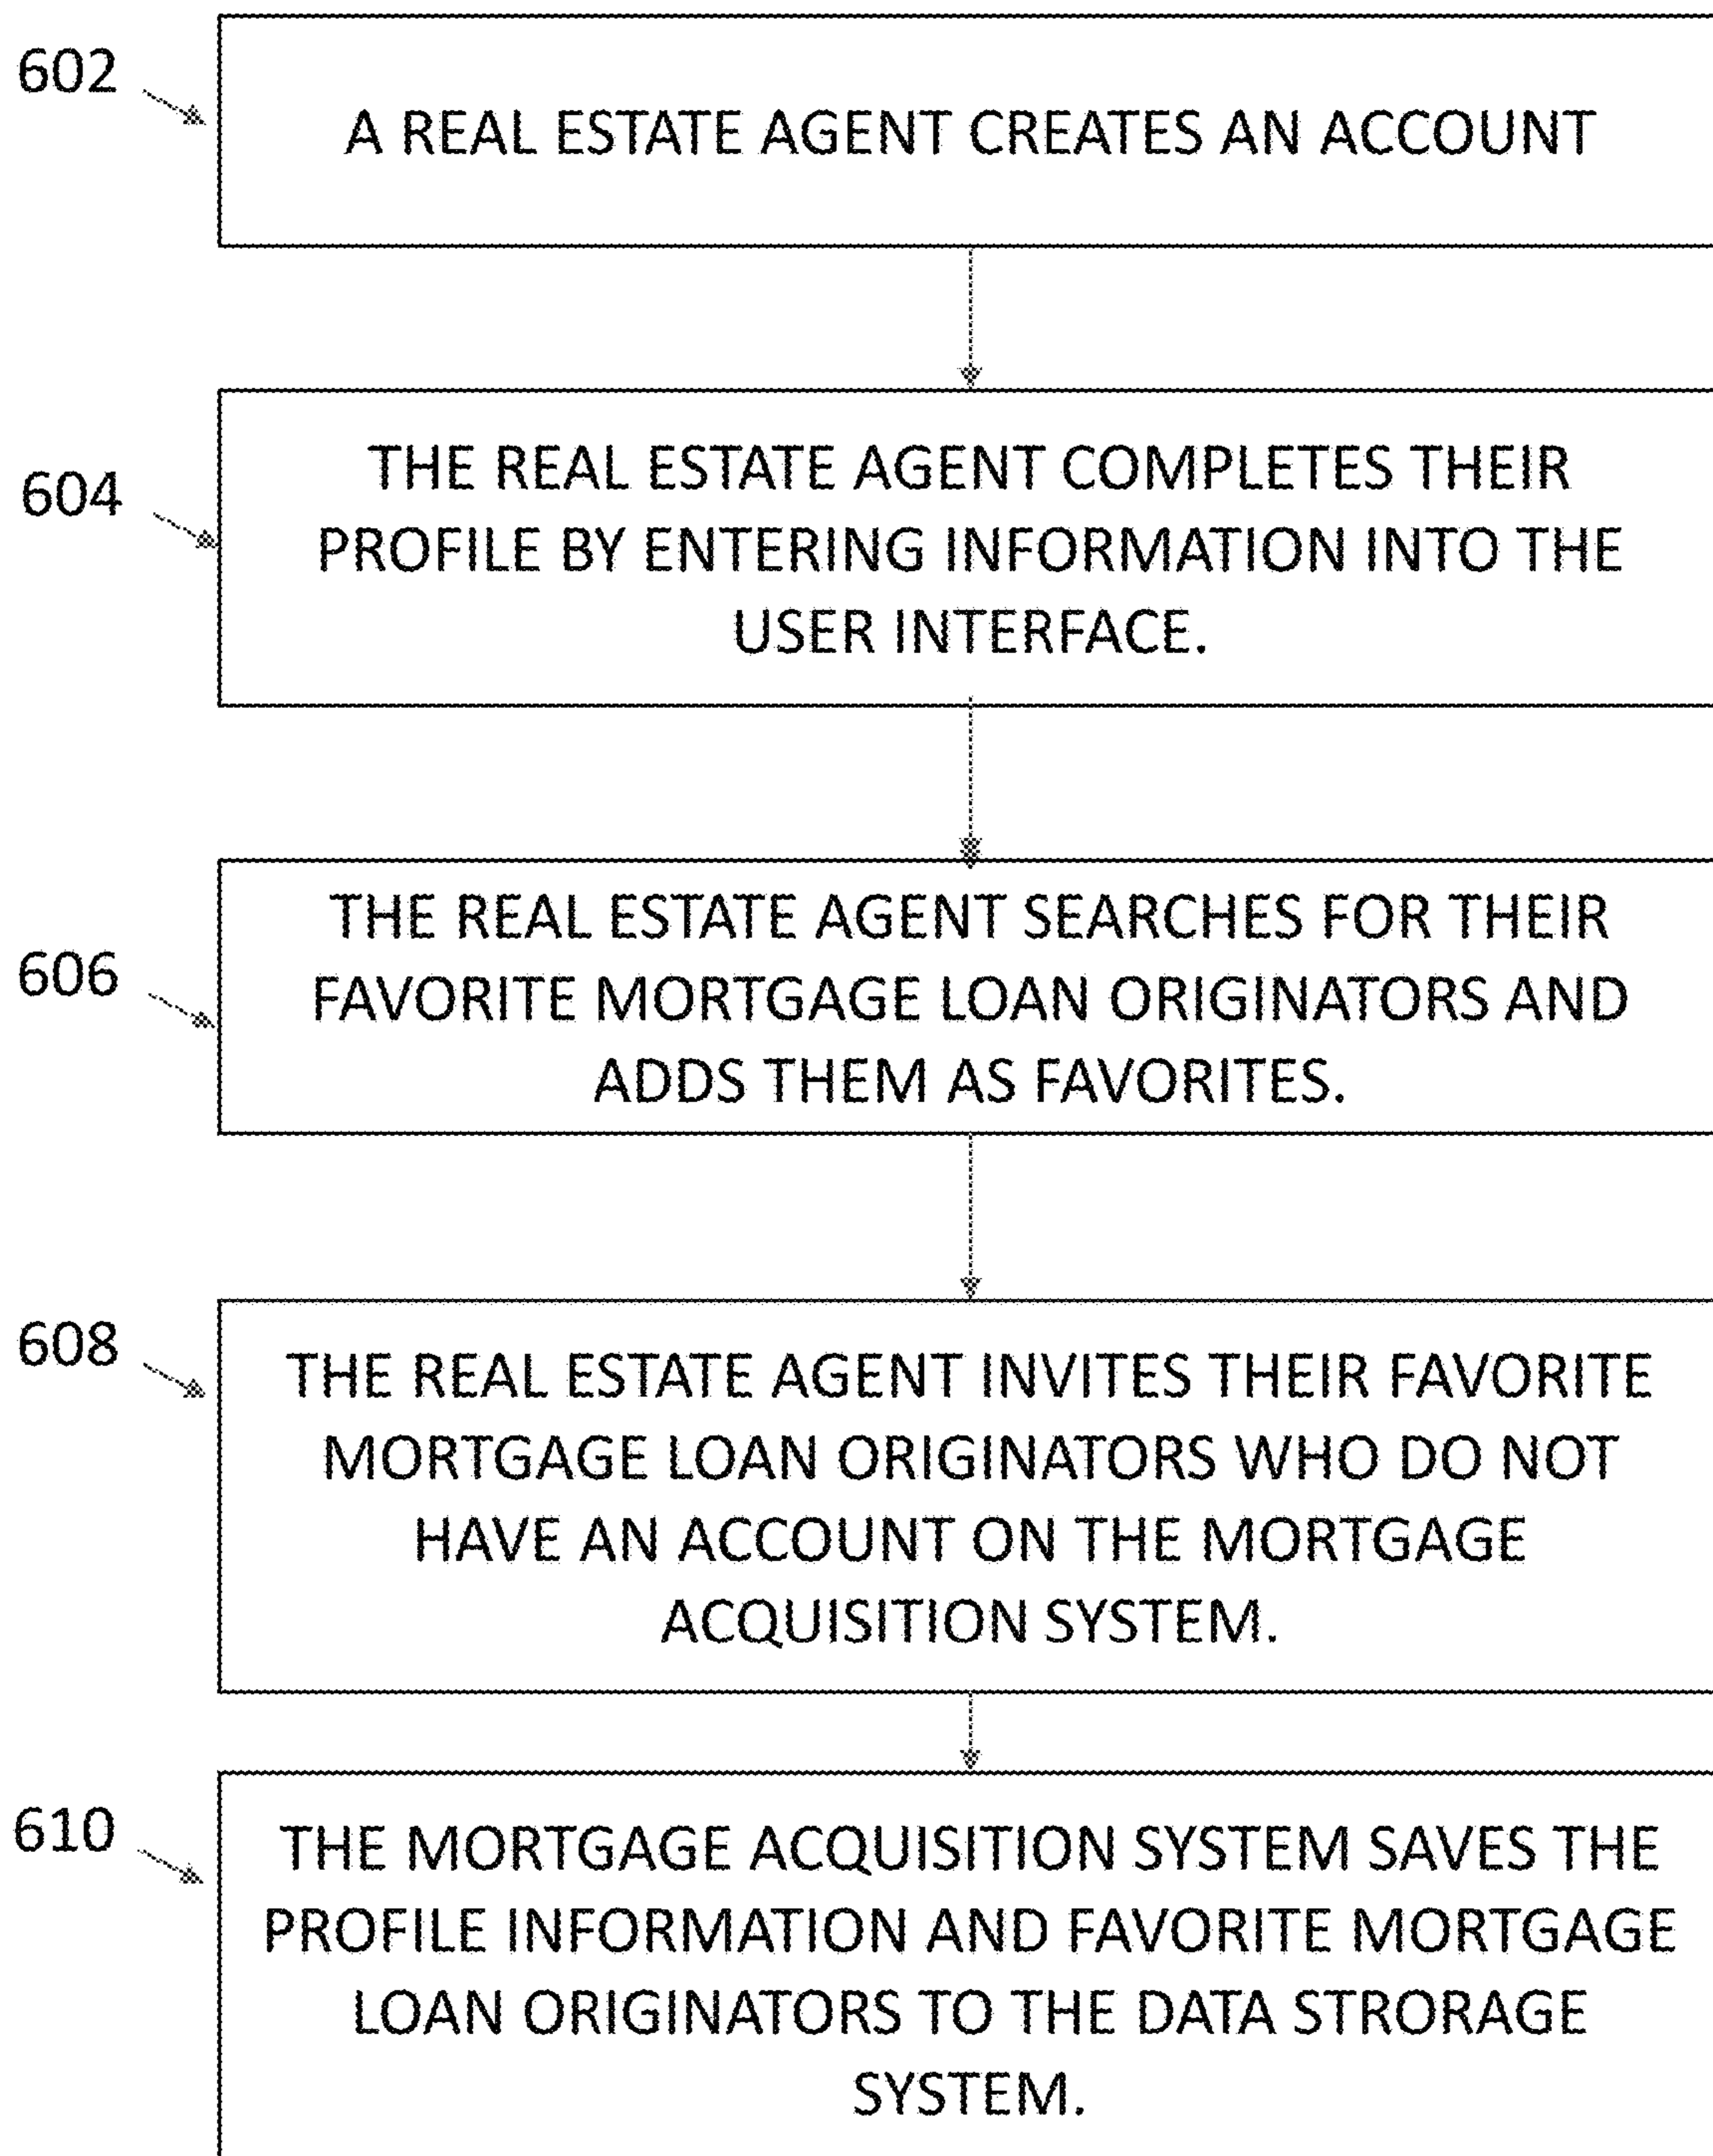 602
A REAL ESTATE AGENT CREATES AN ACCOUNT
604
THE REAL ESTATE AGENT COMPLETES THEIR
PROFILE BY ENTERING INFORMATION INTO THE
USER INTERFACE.
606
THE REAL ESTATE AGENT SEARCHES FOR THEIR
FAVORITE MORTGAGE LOAN ORIGINATORS AND
ADDS THEM AS FAVORITES.
608
THE REAL ESTATE AGENT INVITES THEIR FAVORITE
MORTGAGE LOAN ORIGINATORS WHO DO NOT
HAVE AN ACCOUNT ON THE MORTGAGE
ACQUISITION SYSTEM.
610
THE MORTGAGE ACQUISITION SYSTEM SAVES THE
PROFILE INFORMATION AND FAVORITE MORTGAGE
LOAN ORIGINATORS TO THE DATA STRORAGE
SYSTEM.